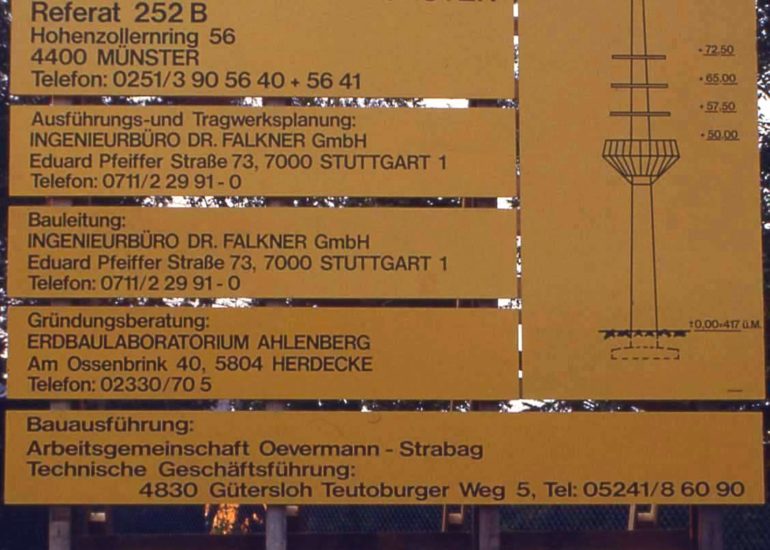 Referat 252 B
Hohenzollernring 56
4400 MÜNSTER
Telefon: 0251/3 90 56 40 + 56 41
Ausführungs-und Tragwerksplanung:
INGENIEURBÜRO DR. FALKNER GmbH
Eduard Pfeiffer Straße 73, 7000 STUTTGART 1
Telefon: 0711/2 29 91 - 0
Bauleitung:
INGENIEURBÜRO DR. FALKNER GmbH
Eduard Pfeiffer Straße 73, 7000 STUTTGART 1
Telefon: 0711/2 29 91 - 0
Gründungsberatung:
ERDBAULABORATORIUM AHLENBERG
Am Ossenbrink 40, 5804 HERDECKE
Telefon: 02330/70 5
+72,50
+65,00
+57,50
+50,00
±0,00=417 ü.M.
Bauausführung:
Arbeitsgemeinschaft Oevermann - Strabag
Technische Geschäftsführung:
4830 Gütersloh Teutoburger Weg 5, Tel: 05241/8 60 90